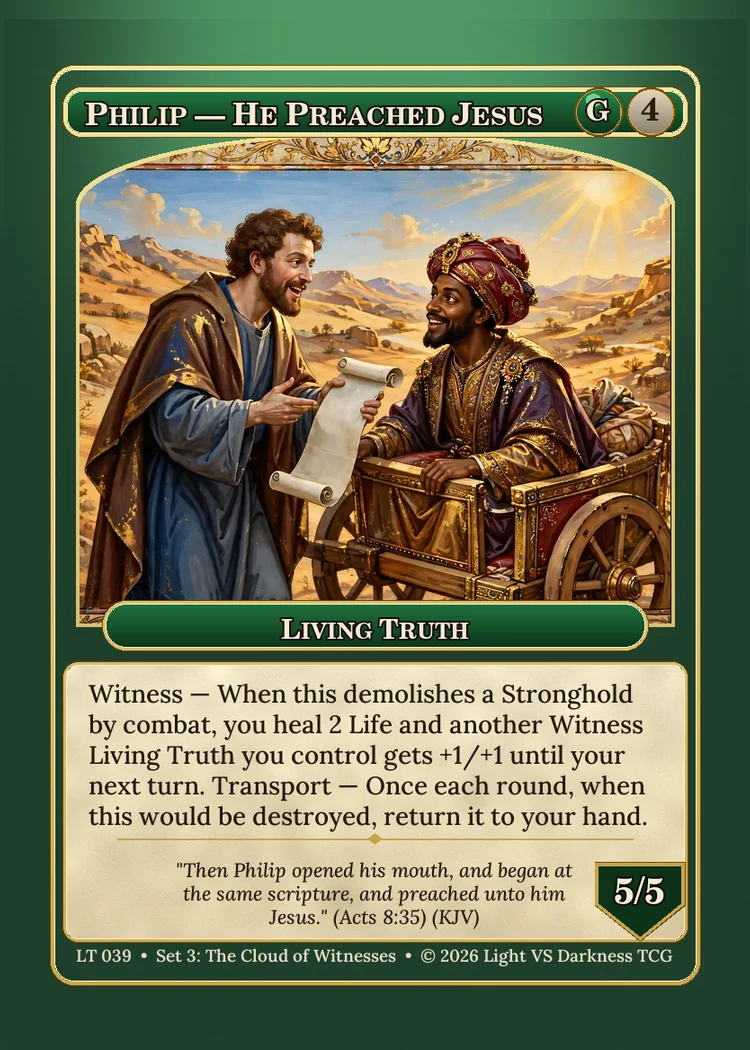 Philip — He Preached Jesus G 4
Living Truth
Witness — When this demolishes a Stronghold
by combat, you heal 2 Life and another Witness
Living Truth you control gets +1/+1 until your
next turn. Transport — Once each round, when
this would be destroyed, return it to your hand.
"Then Philip opened his mouth, and began at
the same scripture, and preached unto him
Jesus." (Acts 8:35) (KJV)
5/5
LT 039 • Set 3: The Cloud of Witnesses • © 2026 Light VS Darkness TCG